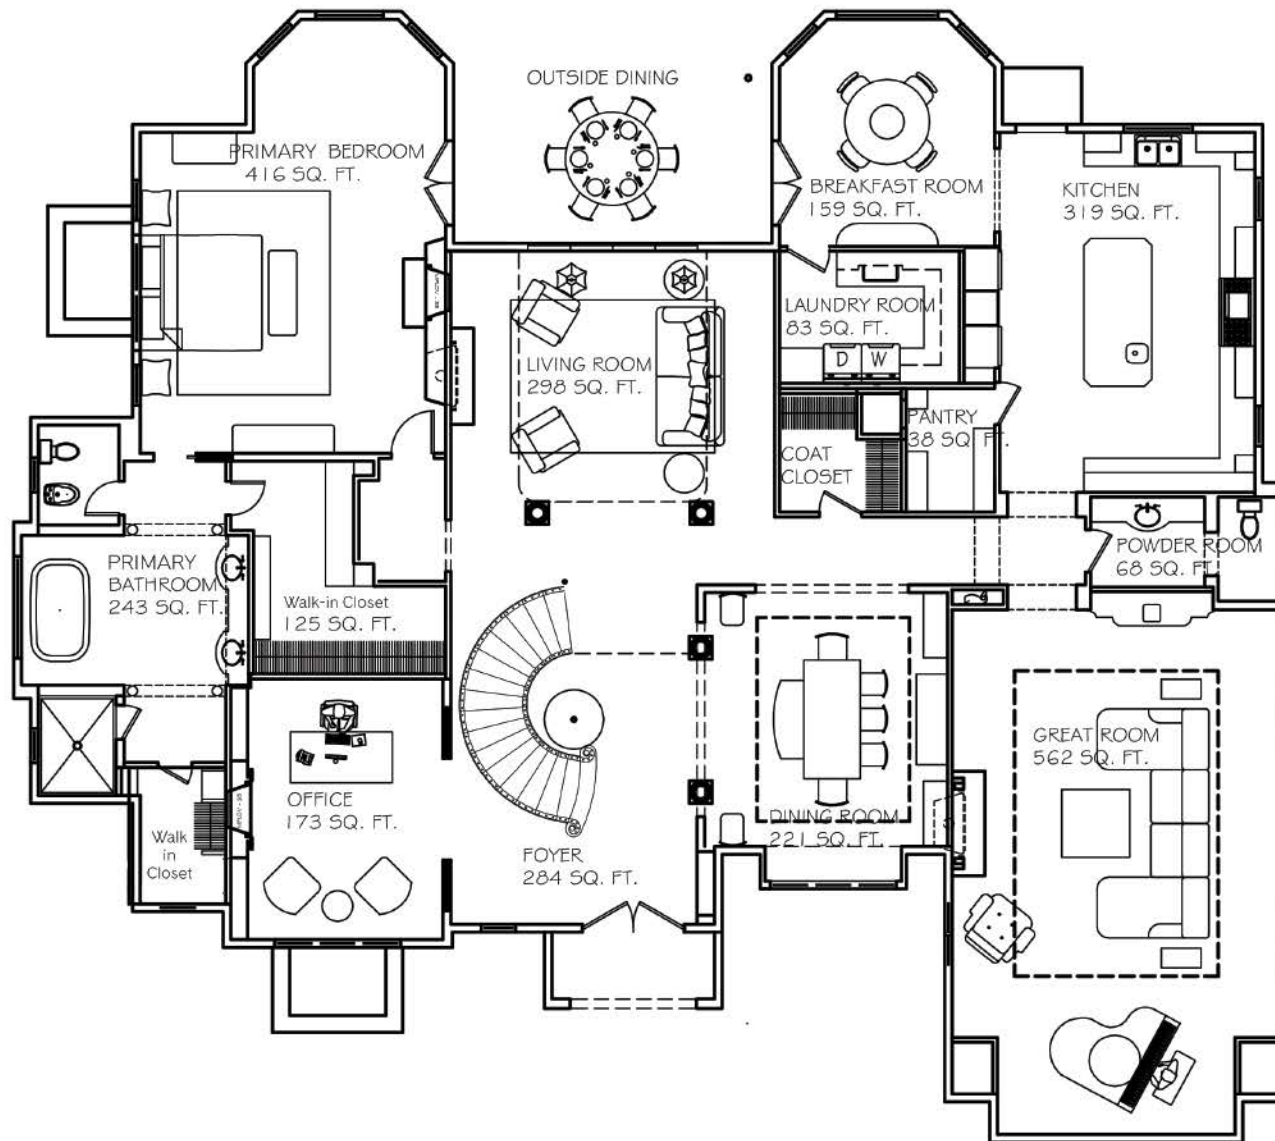 OUTSIDE DINING
PRIMARY BEDROOM
416 SQ. FT.
BREAKFAST ROOM
159 SQ. FT.
KITCHEN
319 SQ. FT.
LAUNDRY ROOM
83 SQ. FT.
D W
LIVING ROOM
298 SQ. FT.
PANTRY
38 SQ. FT.
COAT
CLOSET
POWDER ROOM
68 SQ. FT.
PRIMARY
BATHROOM
243 SQ. FT.
Walk-in Closet
125 SQ. FT.
GREAT ROOM
562 SQ. FT.
OFFICE
173 SQ. FT.
DINING ROOM
221 SQ. FT.
Walk
in
Closet
FOYER
284 SQ. FT.